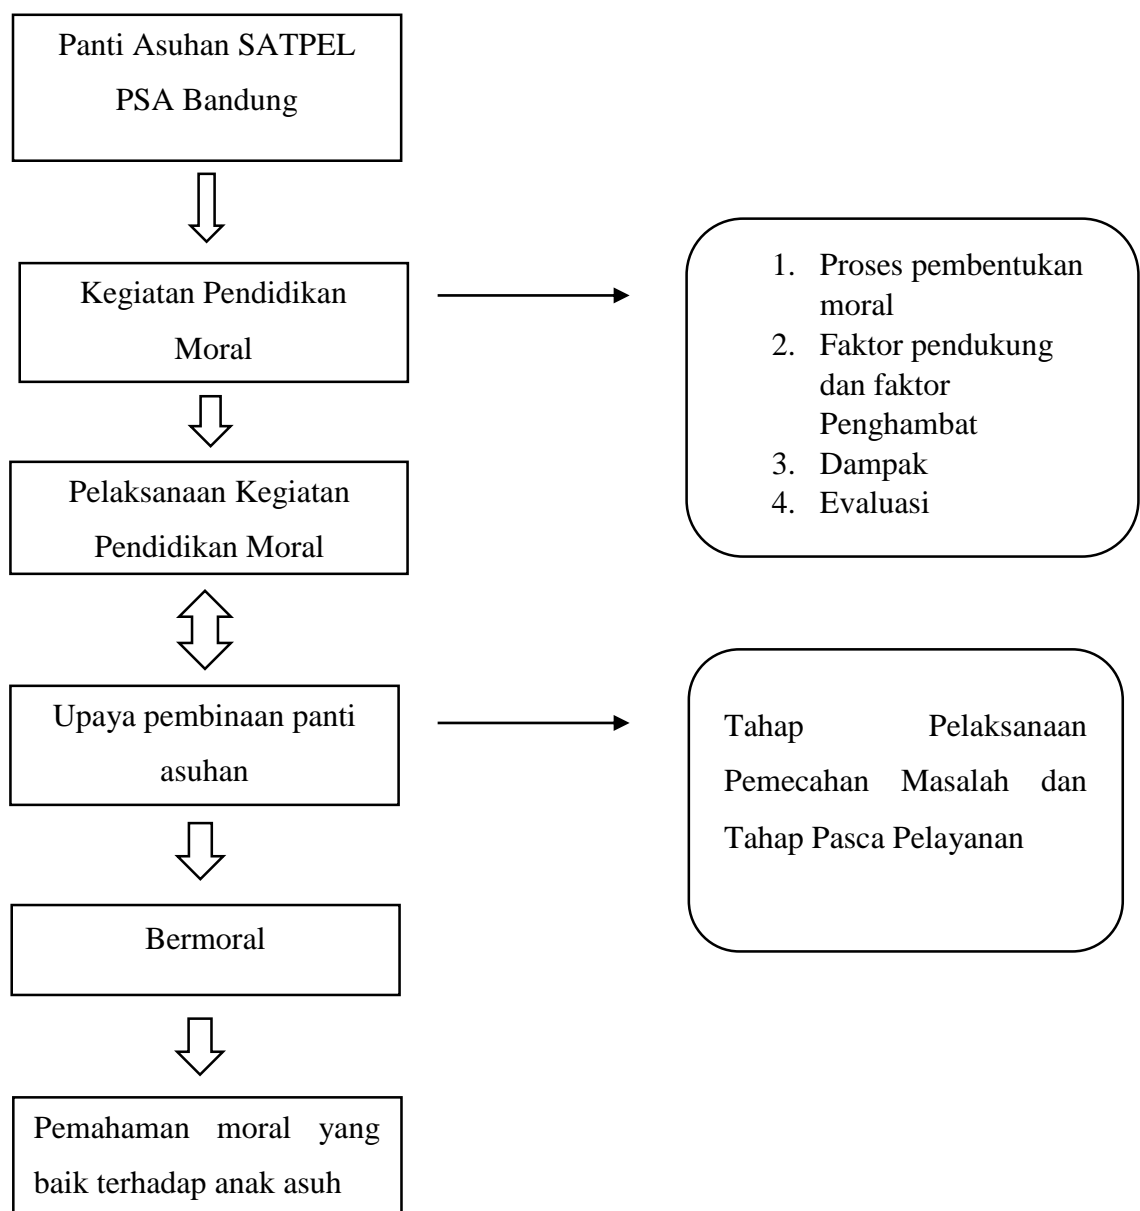 Panti Asuhan SATPEL
PSA Bandung
Kegiatan Pendidikan
Moral
1. Proses pembentukan
moral
2. Faktor pendukung
dan faktor
Penghambat
3. Dampak
4. Evaluasi
Pelaksanaan Kegiatan
Pendidikan Moral
Upaya pembinaan panti
asuhan
Tahap Pelaksanaan
Pemecahan Masalah dan
Tahap Pasca Pelayanan
Bermoral
Pemahaman moral yang
baik terhadap anak asuh